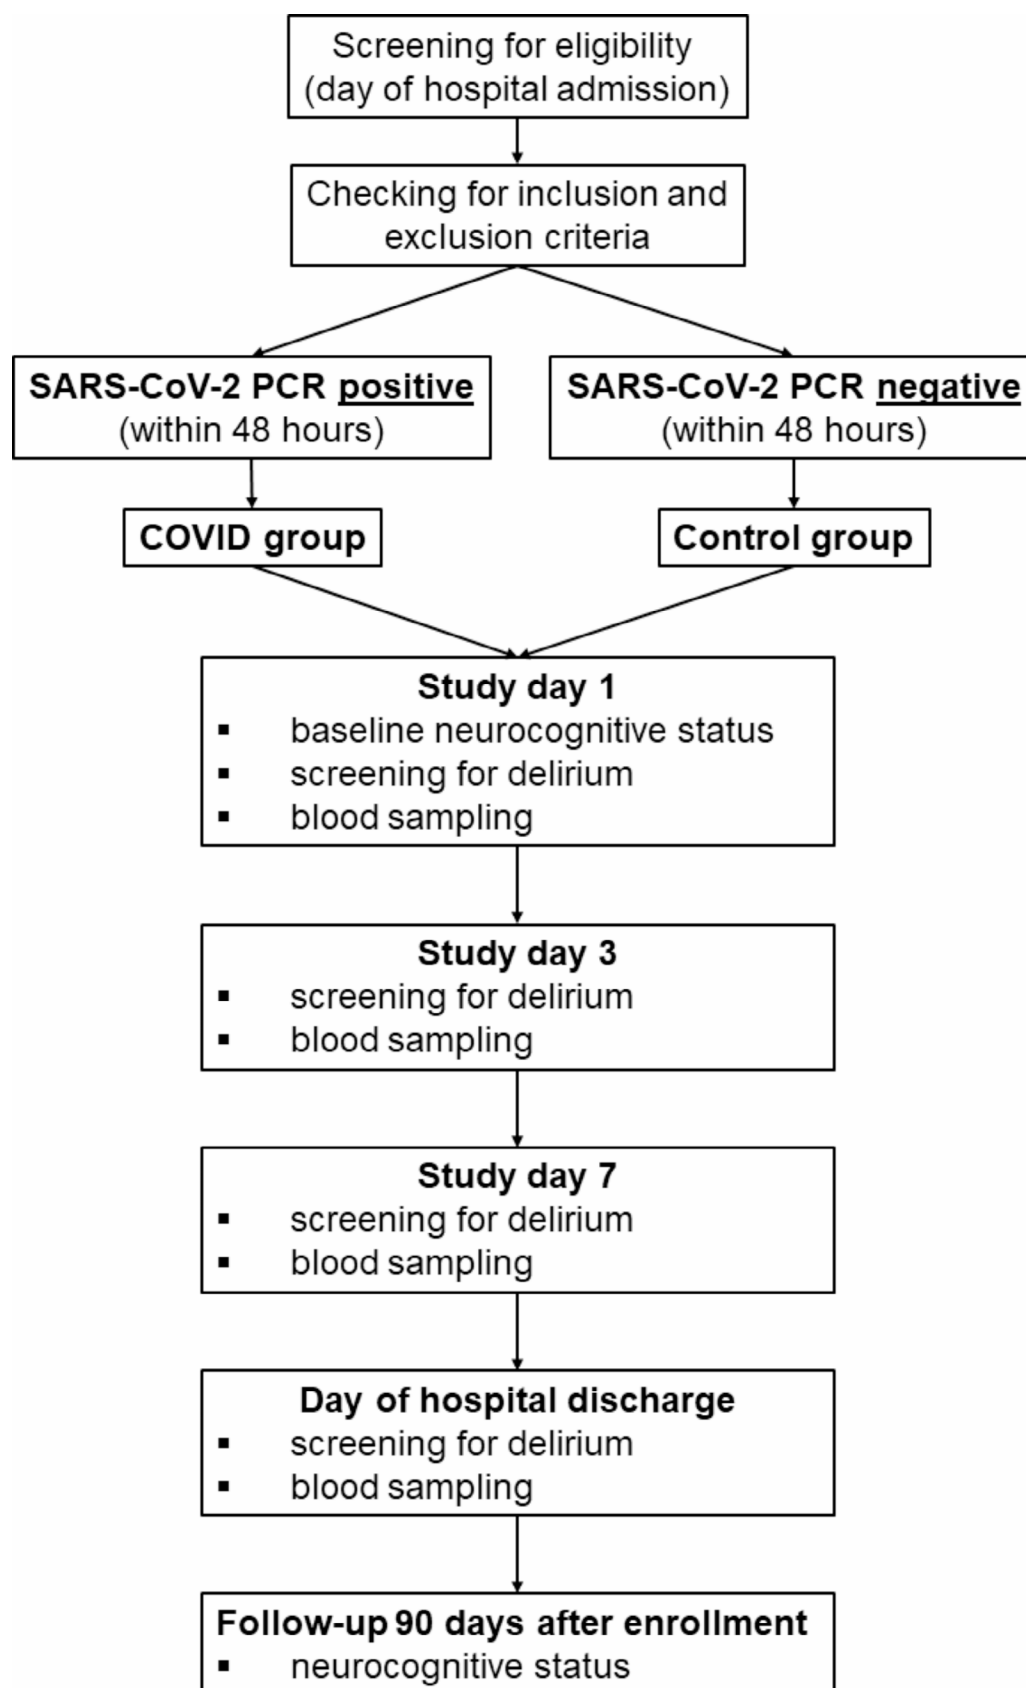 Screening for eligibility
(day of hospital admission)
Checking for inclusion and
exclusion criteria
SARS-CoV-2 PCR positive
(within 48 hours)
SARS-CoV-2 PCR negative
(within 48 hours)
COVID group
Control group
Study day 1
▪ baseline neurocognitive status
▪ screening for delirium
▪ blood sampling
Study day 3
▪ screening for delirium
▪ blood sampling
Study day 7
▪ screening for delirium
▪ blood sampling
Day of hospital discharge
▪ screening for delirium
▪ blood sampling
Follow-up 90 days after enrollment
▪ neurocognitive status